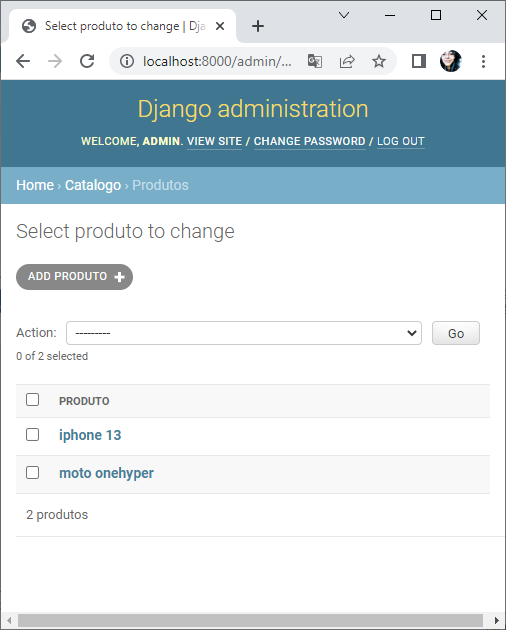 Select produto to change | Dja
localhost:8000/admin/...
Django administration
WELCOME, ADMIN. VIEW SITE / CHANGE PASSWORD / LOG OUT
Home › Catalogo › Produtos
Select produto to change
ADD PRODUTO +
Action: ---------
Go
0 of 2 selected
PRODUTO
iphone 13
moto onehyper
2 produtos